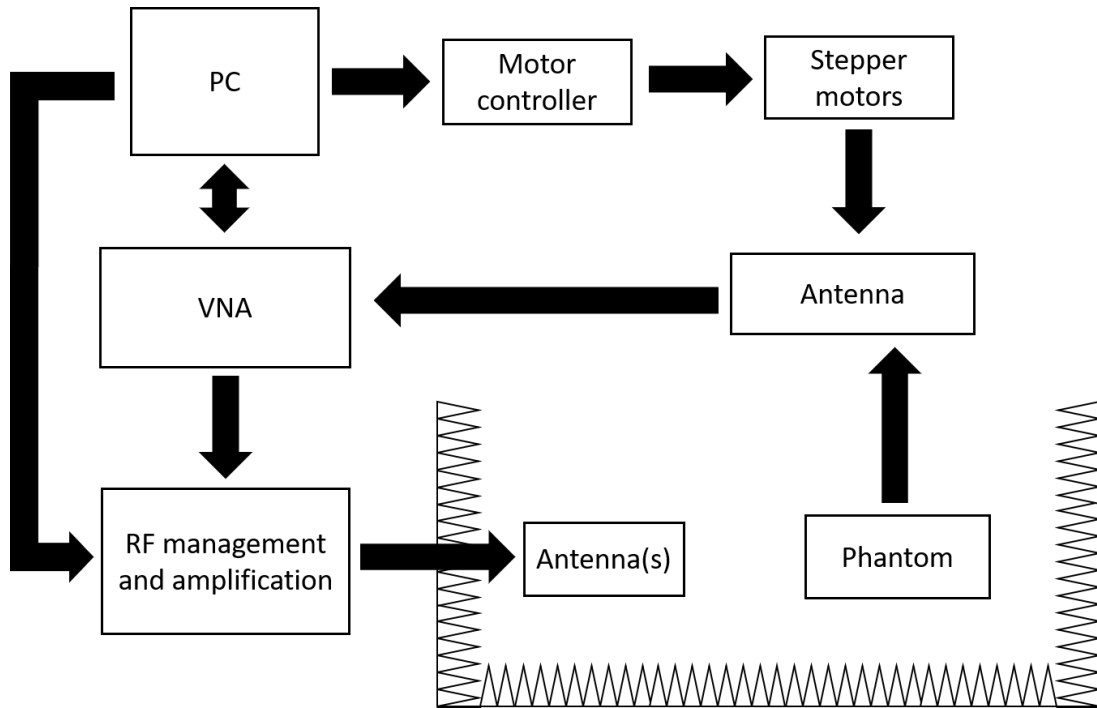 PC
Motor
controller
Stepper
motors
VNA
Antenna
RF management
and amplification
Antenna(s)
Phantom